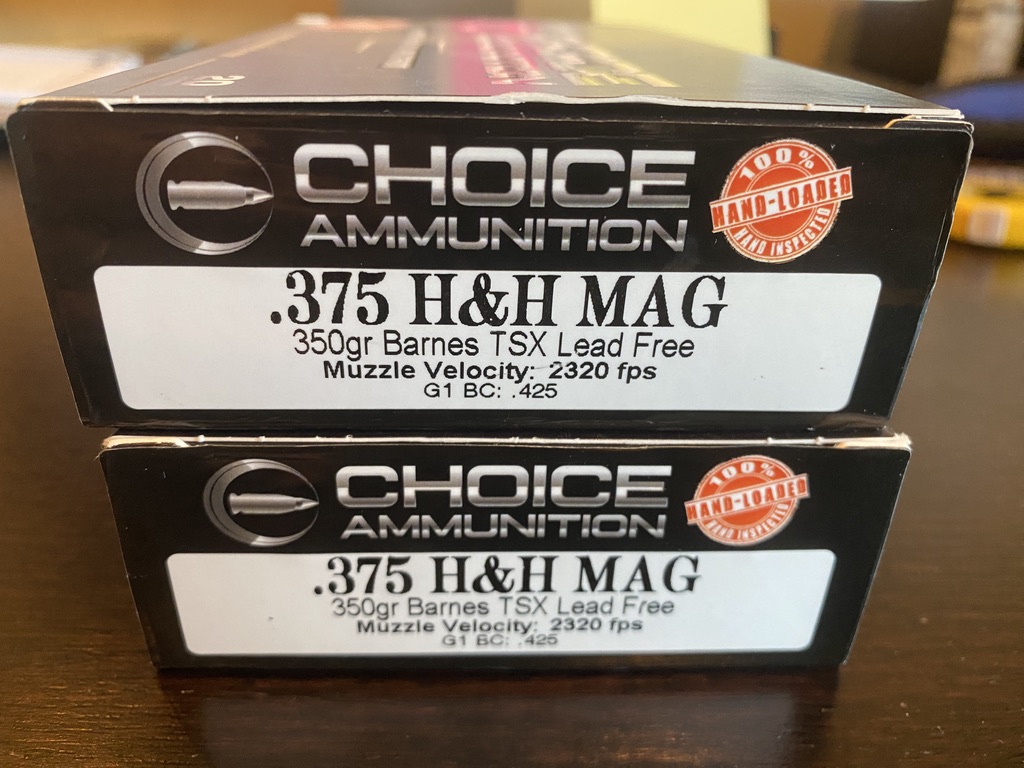 20
CHOICE
AMMUNITION
100%
HAND-LOADED
HAND INSPECTED
.375 H&H MAG
350gr Barnes TSX Lead Free
Muzzle Velocity: 2320 fps
G1 BC: .425
CHOICE
AMMUNITION
100%
HAND-LOADED
HAND INSPECTED
.375 H&H MAG
350gr Barnes TSX Lead Free
Muzzle Velocity: 2320 fps
G1 BC: .425